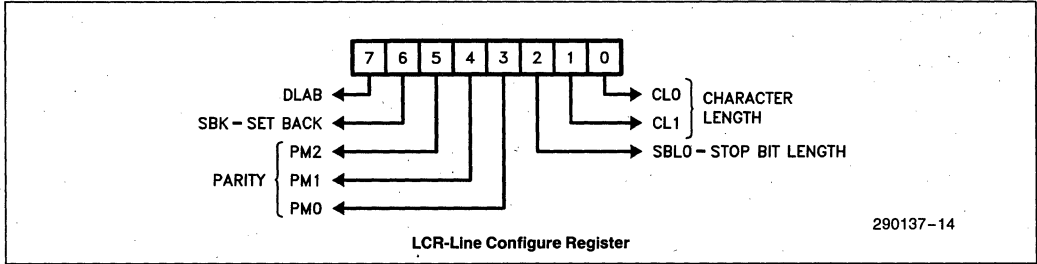 7 6 5 4 3 2 1 0
DLAB
SBK – SET BACK
PM2
PARITY PM1
PM0
CL0 CHARACTER
CL1 LENGTH
SBL0 – STOP BIT LENGTH
290137–14
LCR-Line Configure Register